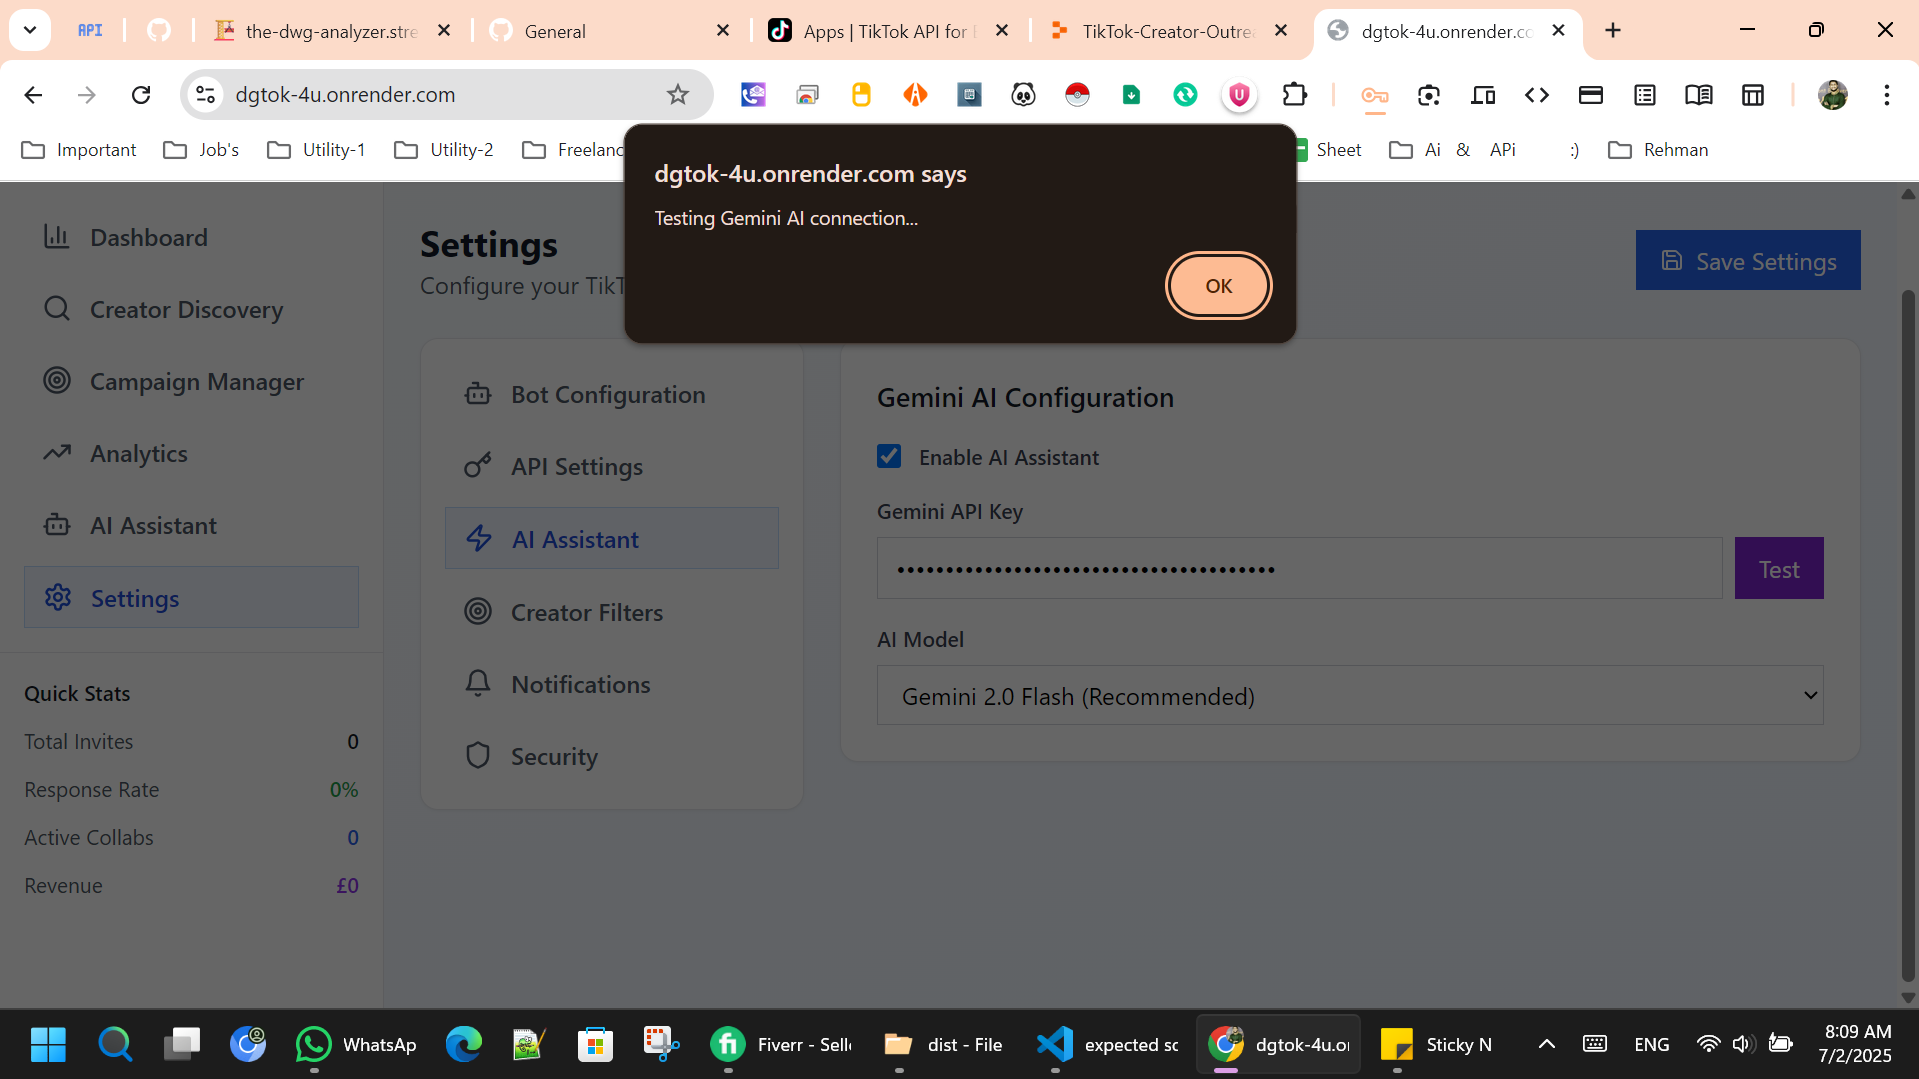 API
the-dwg-analyzer.stre
General
Apps | TikTok API for
TikTok-Creator-Outrea
dgtok-4u.onrender.co
dgtok-4u.onrender.com
Important
Job's
Utility-1
Utility-2
Freelanc
Sheet
Ai & APi :)
Rehman
dgtok-4u.onrender.com says
Testing Gemini AI connection...
OK
Dashboard
Creator Discovery
Campaign Manager
Analytics
AI Assistant
Settings
Quick Stats
Total Invites 0
Response Rate 0%
Active Collabs 0
Revenue £0
Settings
Configure your TikT
Save Settings
Bot Configuration
API Settings
AI Assistant
Creator Filters
Notifications
Security
Gemini AI Configuration
Enable AI Assistant
Gemini API Key
•••••••••••••••••••••••••••••••••••••••
Test
AI Model
Gemini 2.0 Flash (Recommended)
WhatsAp
Fiverr - Selle
dist - File
expected sc
dgtok-4u.or
Sticky N
ENG
8:09 AM
7/2/2025